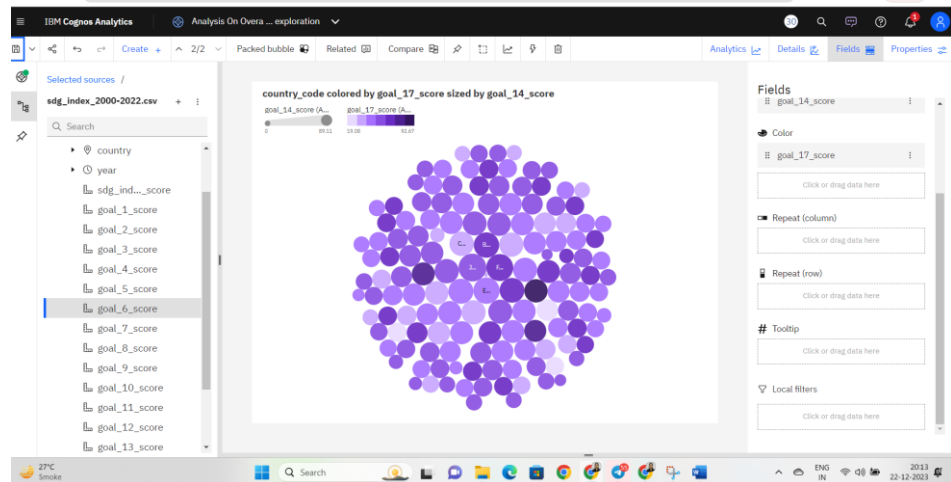 IBM Cognos Analytics
Analysis On Overa ... exploration
30
1
Create +
2/2
Packed bubble
Related
Compare
Analytics
Details
Fields
Properties
Selected sources /
sdg_index_2000-2022.csv
Search
country
year
sdg_ind..._score
goal_1_score
goal_2_score
goal_3_score
goal_4_score
goal_5_score
goal_6_score
goal_7_score
goal_8_score
goal_9_score
goal_10_score
goal_11_score
goal_12_score
goal_13_score
country_code colored by goal_17_score sized by goal_14_score
goal_14_score (A...
goal_17_score (A...
0
89.11
19.08
92.67
C...
B...
J...
F...
E...
Fields
goal_14_score
Color
goal_17_score
Click or drag data here
Repeat (column)
Click or drag data here
Repeat (row)
Click or drag data here
# Tooltip
Click or drag data here
Local filters
Click or drag data here
27°C
Smoke
Search
ENG
IN
20:13
22-12-2023